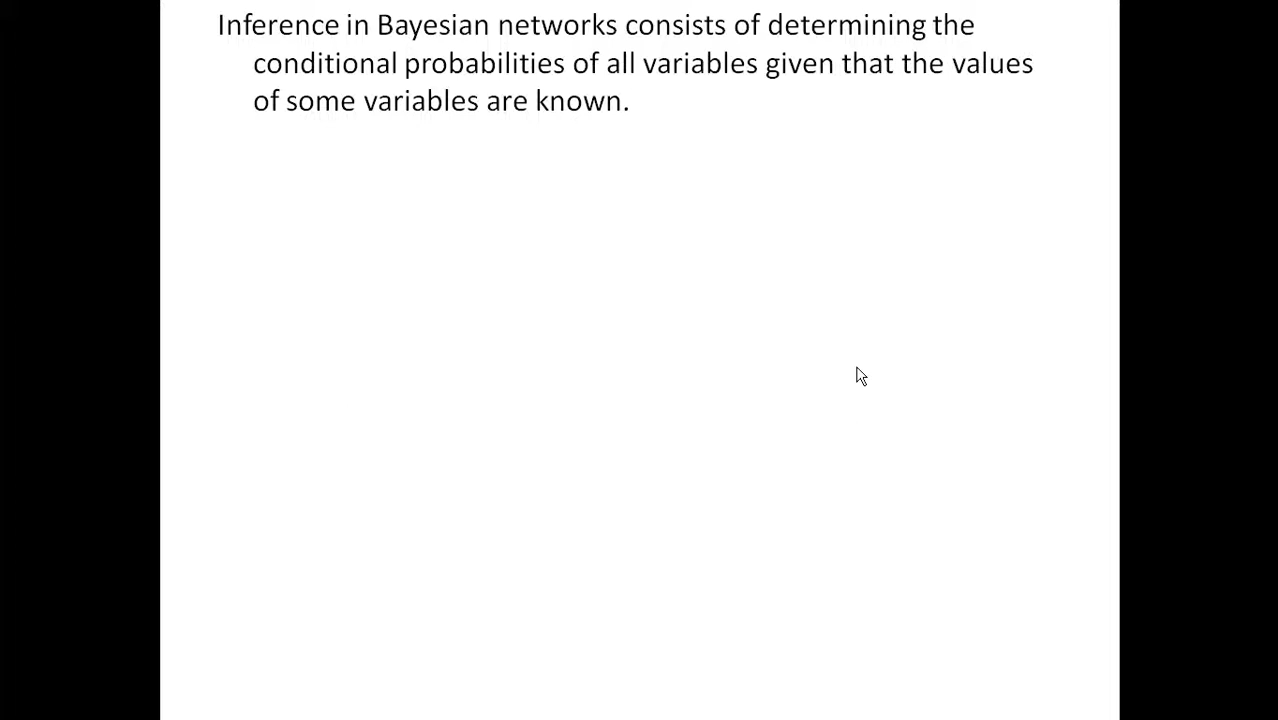 Inference in Bayesian networks consists of determining the
conditional probabilities of all variables given that the values
of some variables are known.